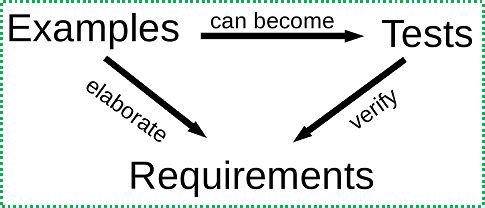 Examples
can become
Tests
elaborate
verify
Requirements